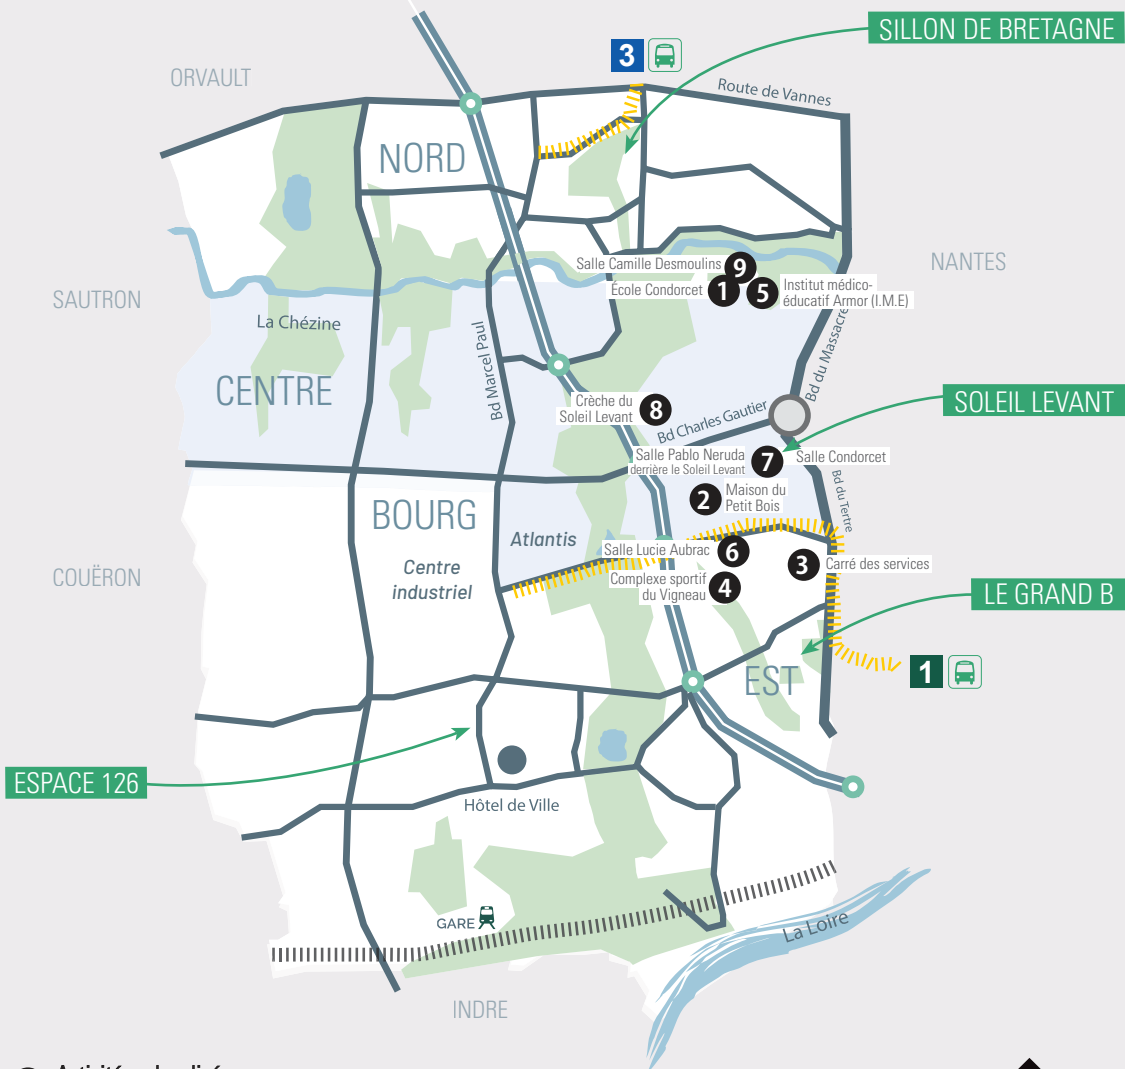 SILLON DE BRETAGNE
3
ORVAULT
Route de Vannes
NORD
NANTES
Salle Camille Desmoulins
9
École Condorcet
1
5
Institut médico-
éducatif Armor (I.M.E)
SAUTRON
La Chézine
Bd Marcel Paul
Bd du Massacre
CENTRE
SOLEIL LEVANT
Crèche du
Soleil Levant
8
Bd Charles Gautier
Salle Pablo Neruda
derrière le Soleil Levant
7
Salle Condorcet
2
Maison du
Petit Bois
Bd du Tertre
BOURG
Atlantis
Salle Lucie Aubrac
6
Centre
industriel
COUËRON
3
Carré des services
Complexe sportif
du Vigneau
4
LE GRAND B
EST
1
ESPACE 126
Hôtel de Ville
GARE
La Loire
INDRE